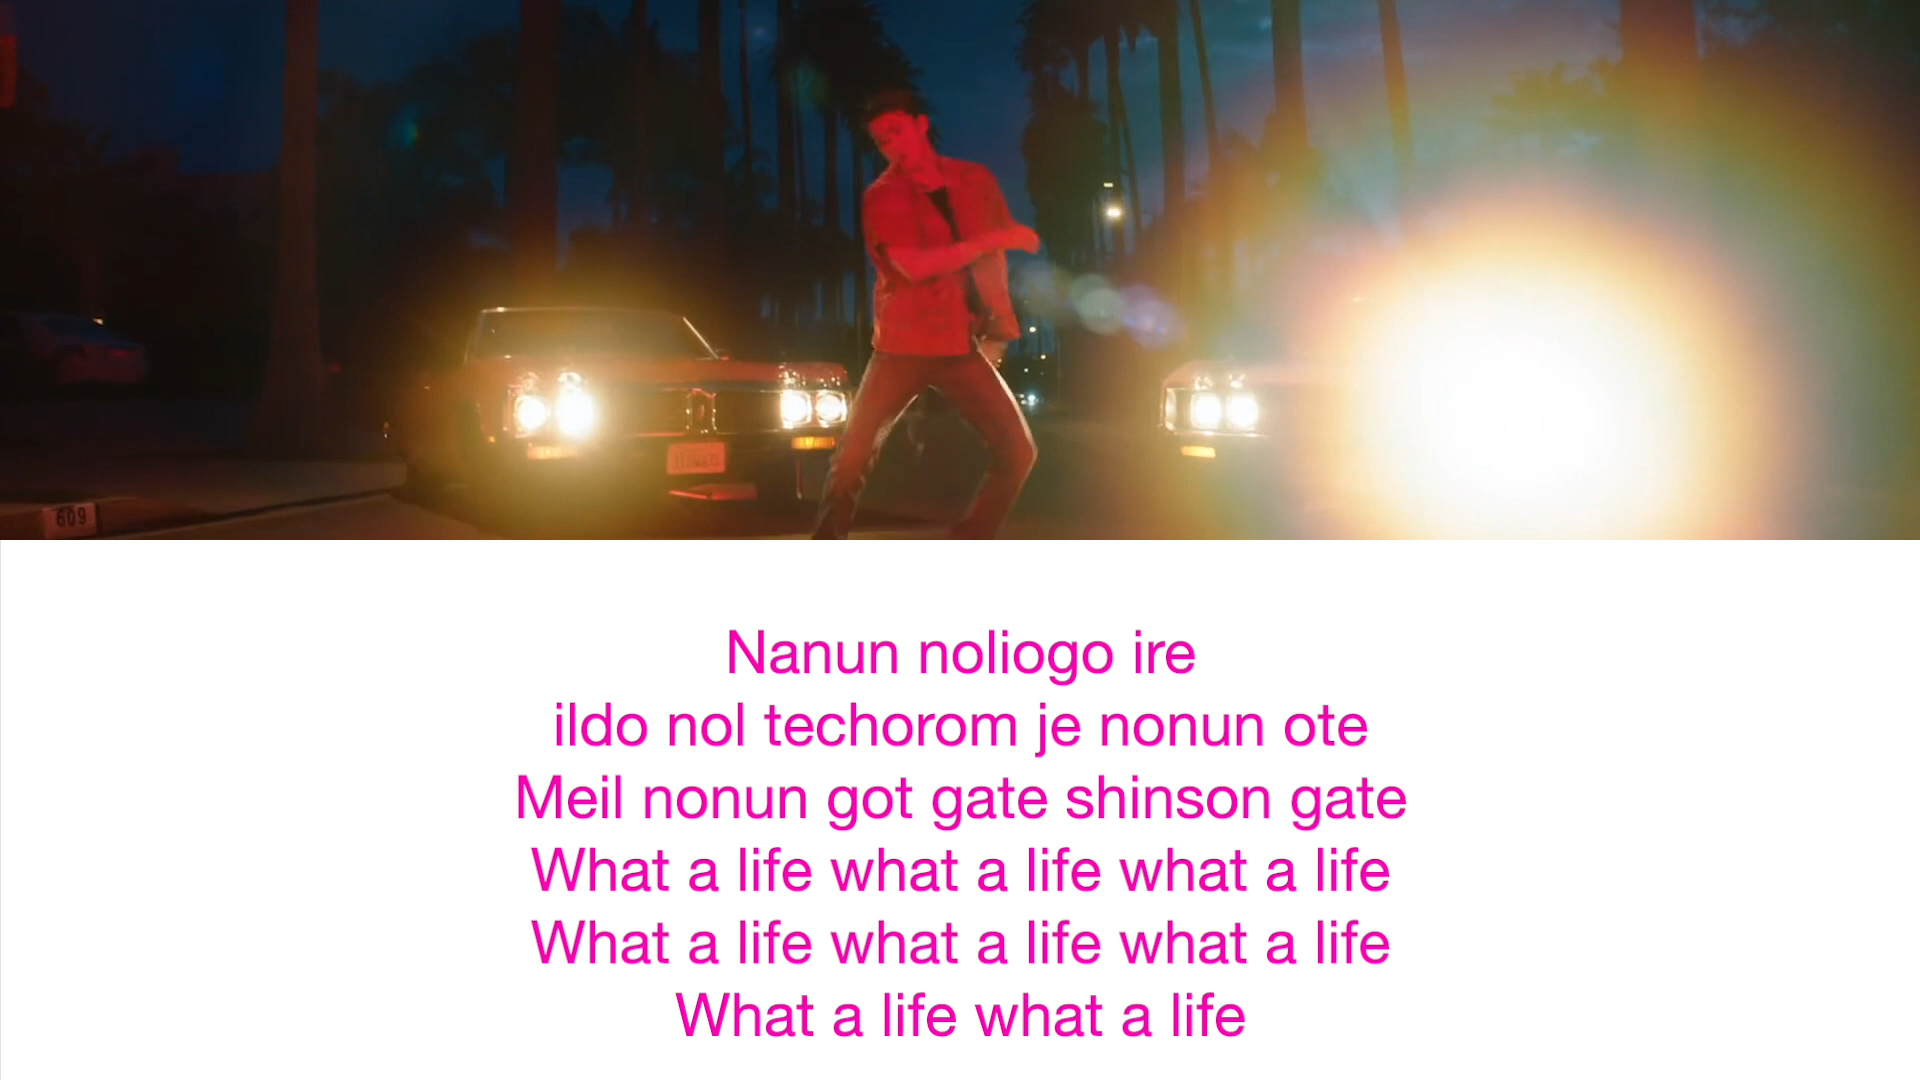 609
Nanun noliogo ire
ildo nol techorom je nonun ote
Meil nonun got gate shinson gate
What a life what a life what a life
What a life what a life what a life
What a life what a life